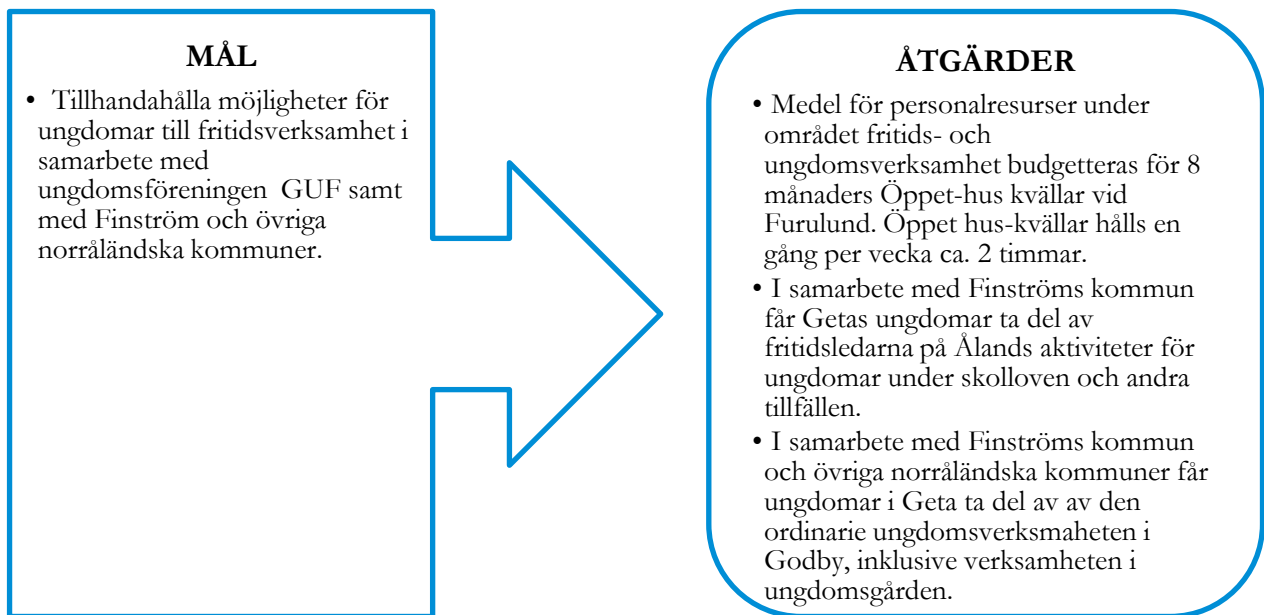 MÅL
• Tillhandahålla möjligheter för
ungdomar till fritidsverksamhet i
samarbete med
ungdomsföreningen GUF samt
med Finström och övriga
norråländska kommuner.
ÅTGÄRDER
• Medel för personalresurser under
området fritids- och
ungdomsverksamhet budgetteras för 8
månaders Öppet-hus kvällar vid
Furulund. Öppet hus-kvällar hålls en
gång per vecka ca. 2 timmar.
• I samarbete med Finströms kommun
får Getas ungdomar ta del av
fritidsledarna på Ålands aktiviteter för
ungdomar under skolloven och andra
tillfällen.
• I samarbete med Finströms kommun
och övriga norråländska kommuner får
ungdomar i Geta ta del av av den
ordinarie ungdomsverksmaheten i
Godby, inklusive verksamheten i
ungdomsgården.